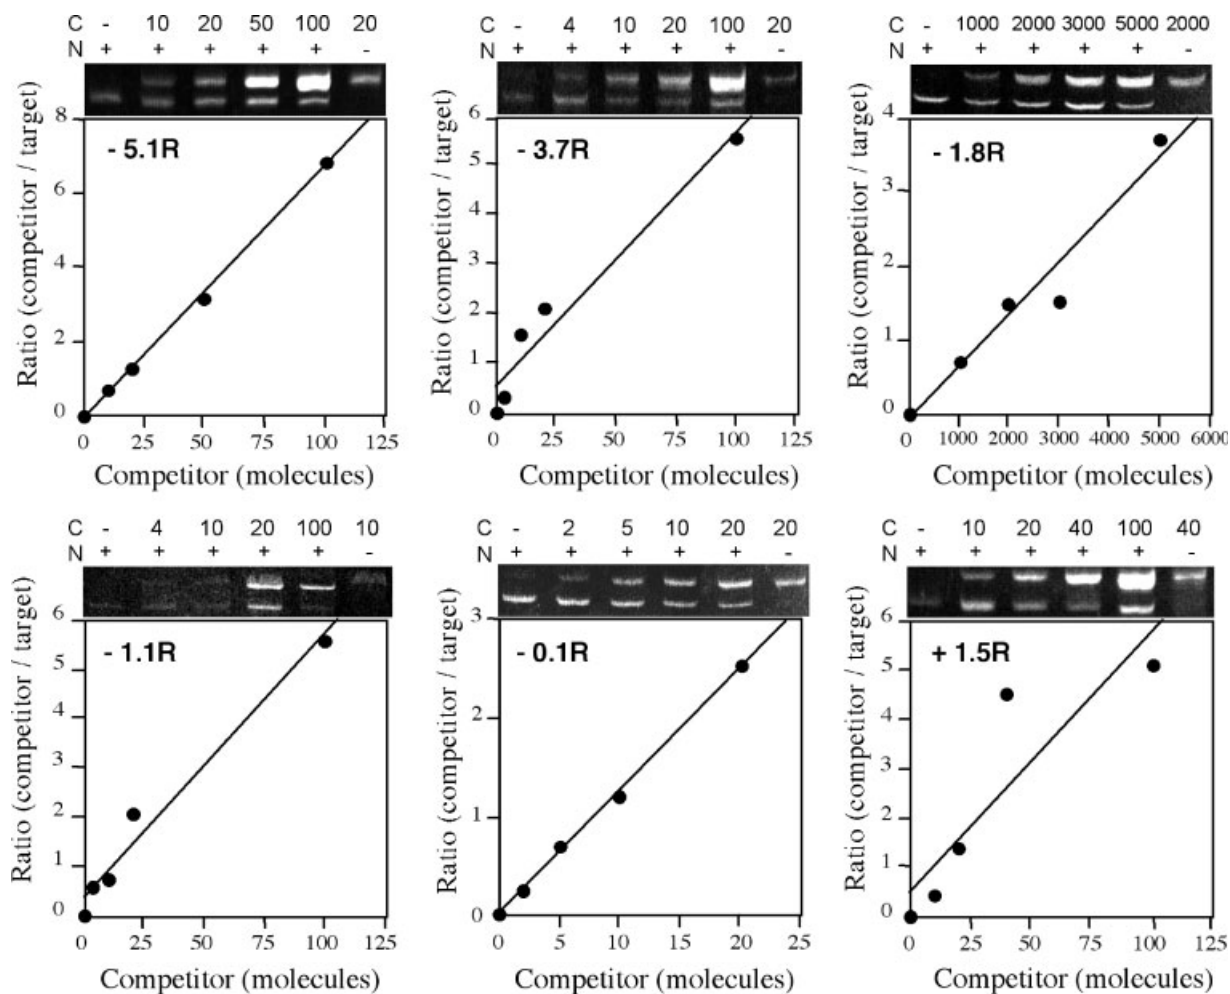 C - 10 20 50 100 20
N + + + + + -
- 5.1R
Ratio (competitor / target)
8
6
4
2
0
0 25 50 75 100 125
Competitor (molecules)
C - 4 10 20 100 20
N + + + + + -
- 3.7R
Ratio (competitor / target)
6
5
4
3
2
1
0
0 25 50 75 100 125
Competitor (molecules)
C - 1000 2000 3000 5000 2000
N + + + + + -
- 1.8R
Ratio (competitor / target)
4
3
2
1
0
0 1000 2000 3000 4000 5000 6000
Competitor (molecules)
C - 4 10 20 100 10
N + + + + + -
- 1.1R
Ratio (competitor / target)
6
5
4
3
2
1
0
0 25 50 75 100 125
Competitor (molecules)
C - 2 5 10 20 20
N + + + + + -
- 0.1R
Ratio (competitor / target)
3
2
1
0
0 5 10 15 20 25
Competitor (molecules)
C - 10 20 40 100 40
N + + + + + -
+ 1.5R
Ratio (competitor / target)
6
5
4
3
2
1
0
0 25 50 75 100 125
Competitor (molecules)